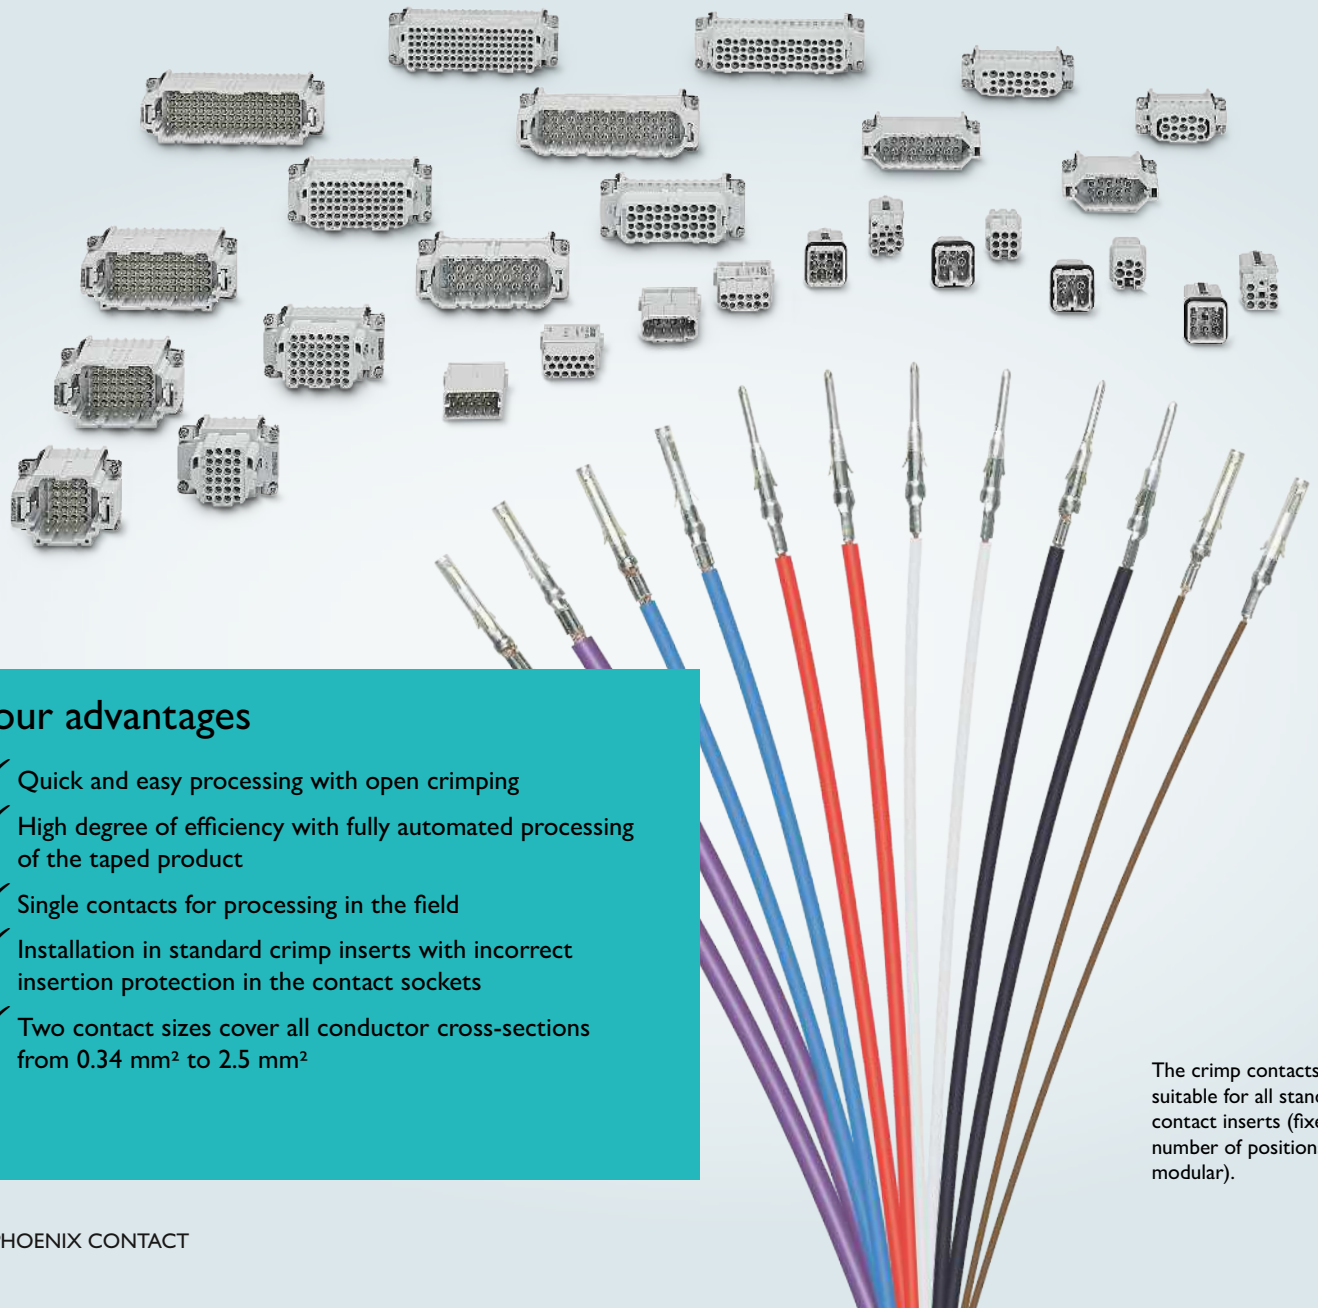 our advantages
Quick and easy processing with open crimping
High degree of efficiency with fully automated processing
of the taped product
Single contacts for processing in the field
Installation in standard crimp inserts with incorrect
insertion protection in the contact sockets
Two contact sizes cover all conductor cross-sections
from 0.34 mm² to 2.5 mm²
The crimp contacts
suitable for all stand
contact inserts (fixe
number of position
modular).
HOENIX CONTACT